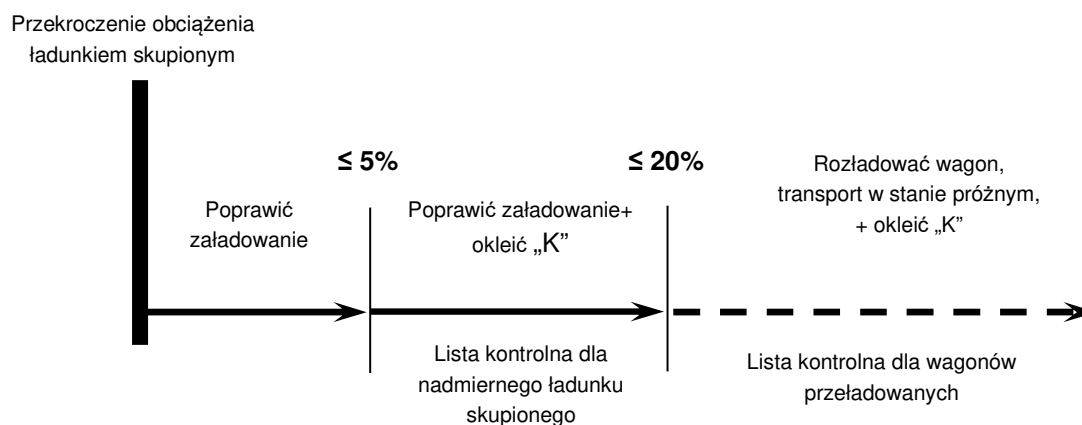 Przekroczenie obciążenia
ładunkiem skupionym
≤ 5%
≤ 20%
Poprawić
załadowanie
Poprawić załadowanie+
okleić „K”
Rozładować wagon,
transport w stanie próżnym,
+ okleić „K”
Lista kontrolna dla
nadmiernego ładunku
skupionego
Lista kontrolna dla wagonów
przeładowanych